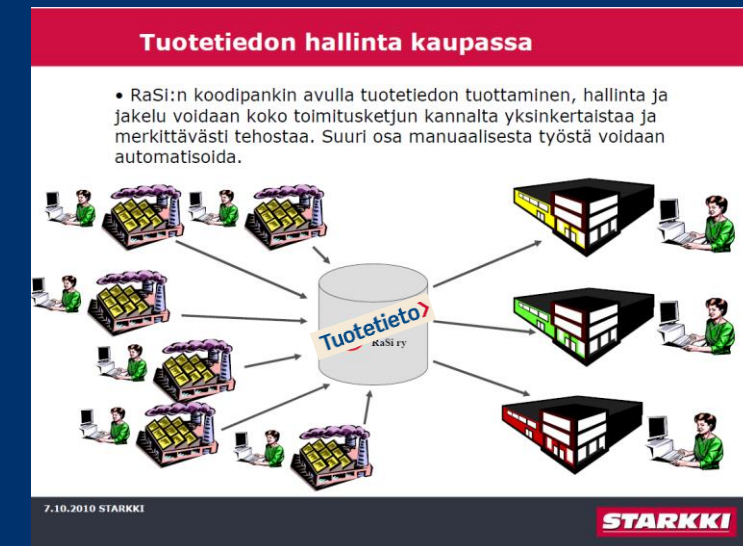 Tuotetiedon hallinta kaupassa
• RaSi:n koodipankin avulla tuotetiedon tuottaminen, hallinta ja
jakelu voidaan koko toimitusketjun kannalta yksinkertaistaa ja
merkittävästi tehostaa. Suuri osa manuaalisesta työstä voidaan
automatisoida.
Tuotetieto
RaSi ry
7.10.2010 STARKKI
STARKKI